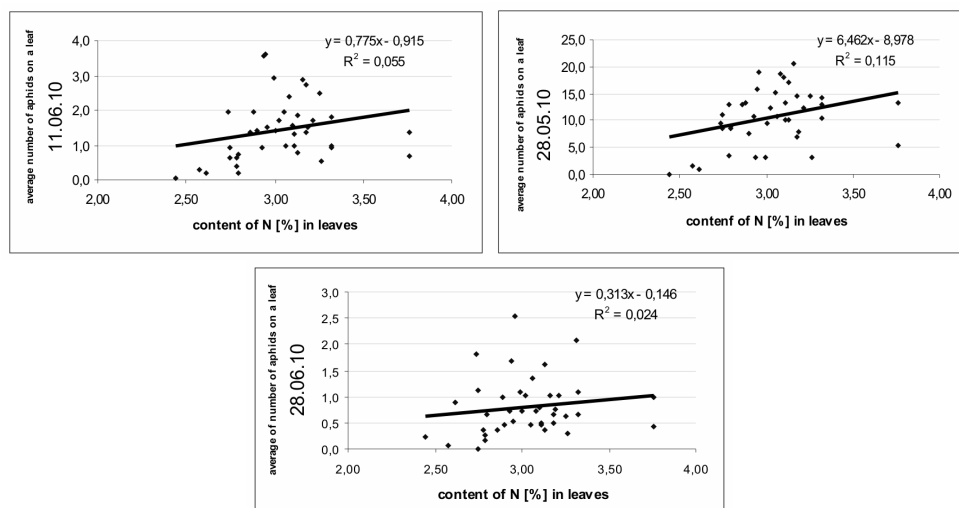 average number of aphids on a leaf
11.06.10
y = 0,775x - 0,915
R² = 0,055
4,0
3,0
2,0
1,0
0,0
2,00 2,50 3,00 3,50 4,00
content of N [%] in leaves
average number of aphids on a leaf
28.05.10
y = 6,462x - 8,978
R² = 0,115
25,0
20,0
15,0
10,0
5,0
0,0
2,00 2,50 3,00 3,50 4,00
contenf of N [%] in leaves
average of number of aphids on a leaf
28.06.10
y = 0,313x - 0,146
R² = 0,024
3,0
2,5
2,0
1,5
1,0
0,5
0,0
2,00 2,50 3,00 3,50 4,00
content of N [%] in leaves